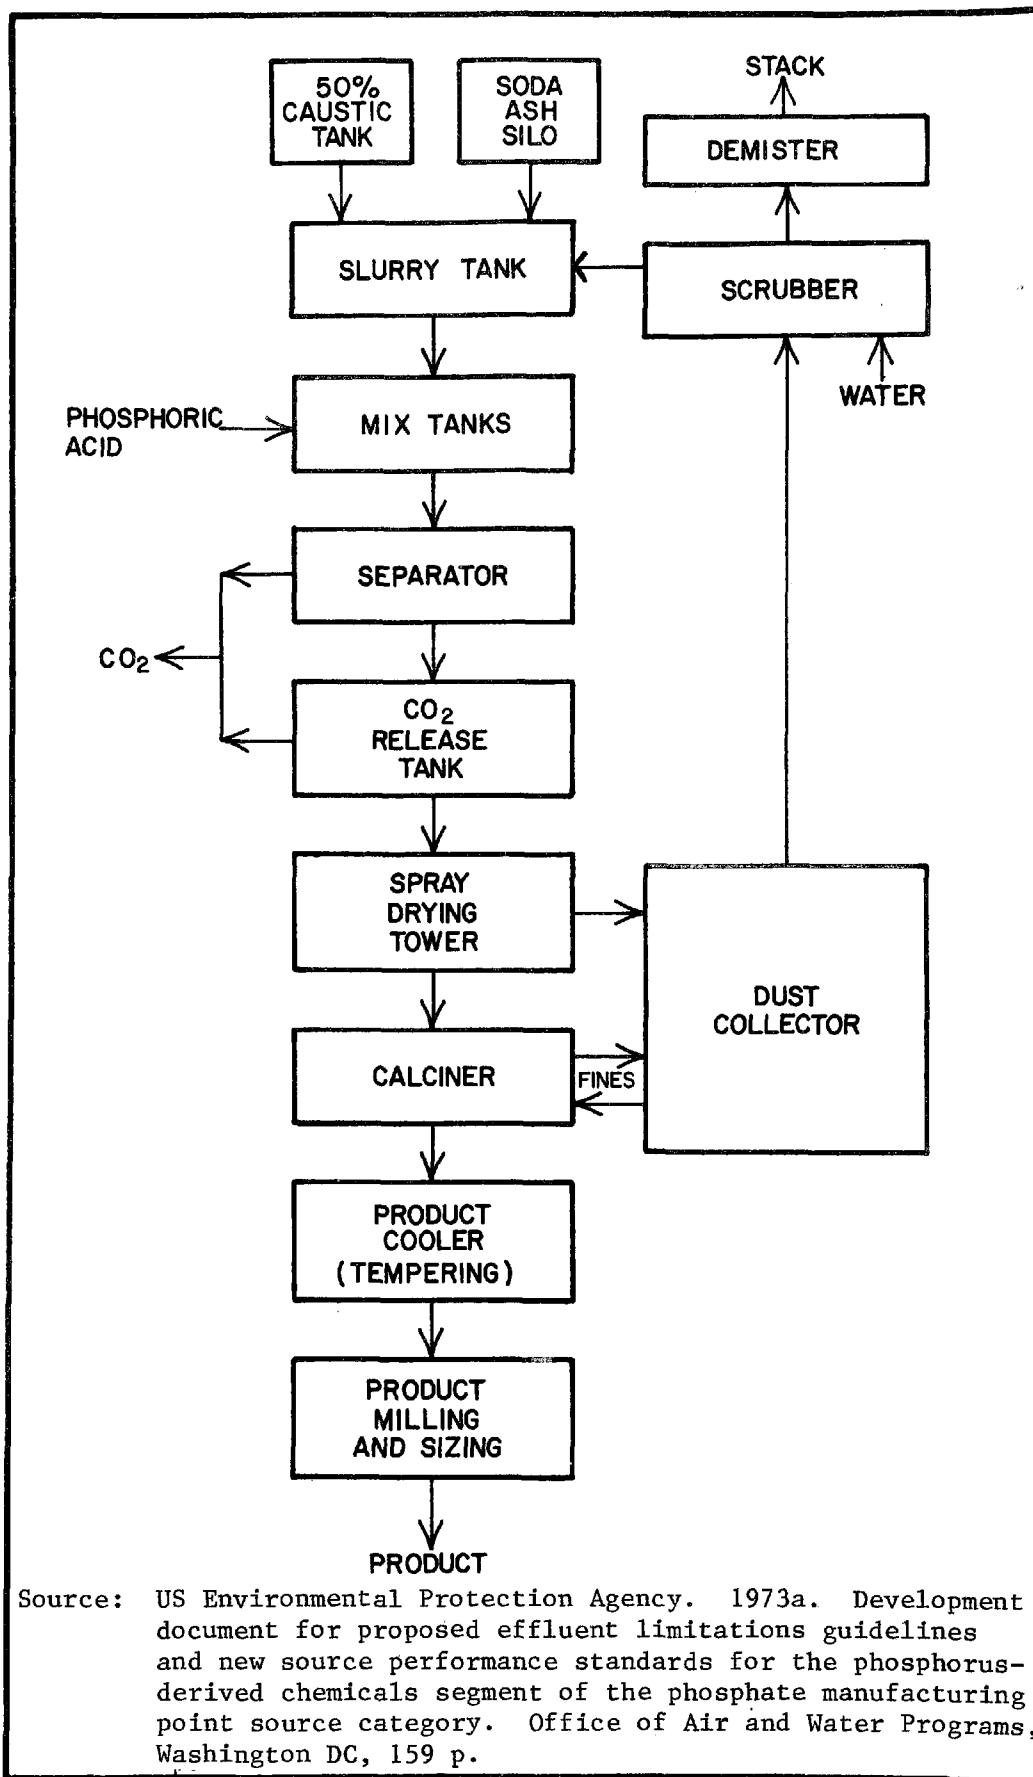 50%
CAUSTIC
TANK
SODA
ASH
SILO
STACK
DEMISTER
SLURRY TANK
SCRUBBER
WATER
PHOSPHORIC
ACID
MIX TANKS
SEPARATOR
CO₂
CO₂
RELEASE
TANK
SPRAY
DRYING
TOWER
DUST
COLLECTOR
CALCINER
FINES
PRODUCT
COOLER
(TEMPERING)
PRODUCT
MILLING
AND SIZING
PRODUCT
Source: US Environmental Protection Agency. 1973a. Development
document for proposed effluent limitations guidelines
and new source performance standards for the phosphorus-
derived chemicals segment of the phosphate manufacturing
point source category. Office of Air and Water Programs,
Washington DC, 159 p.